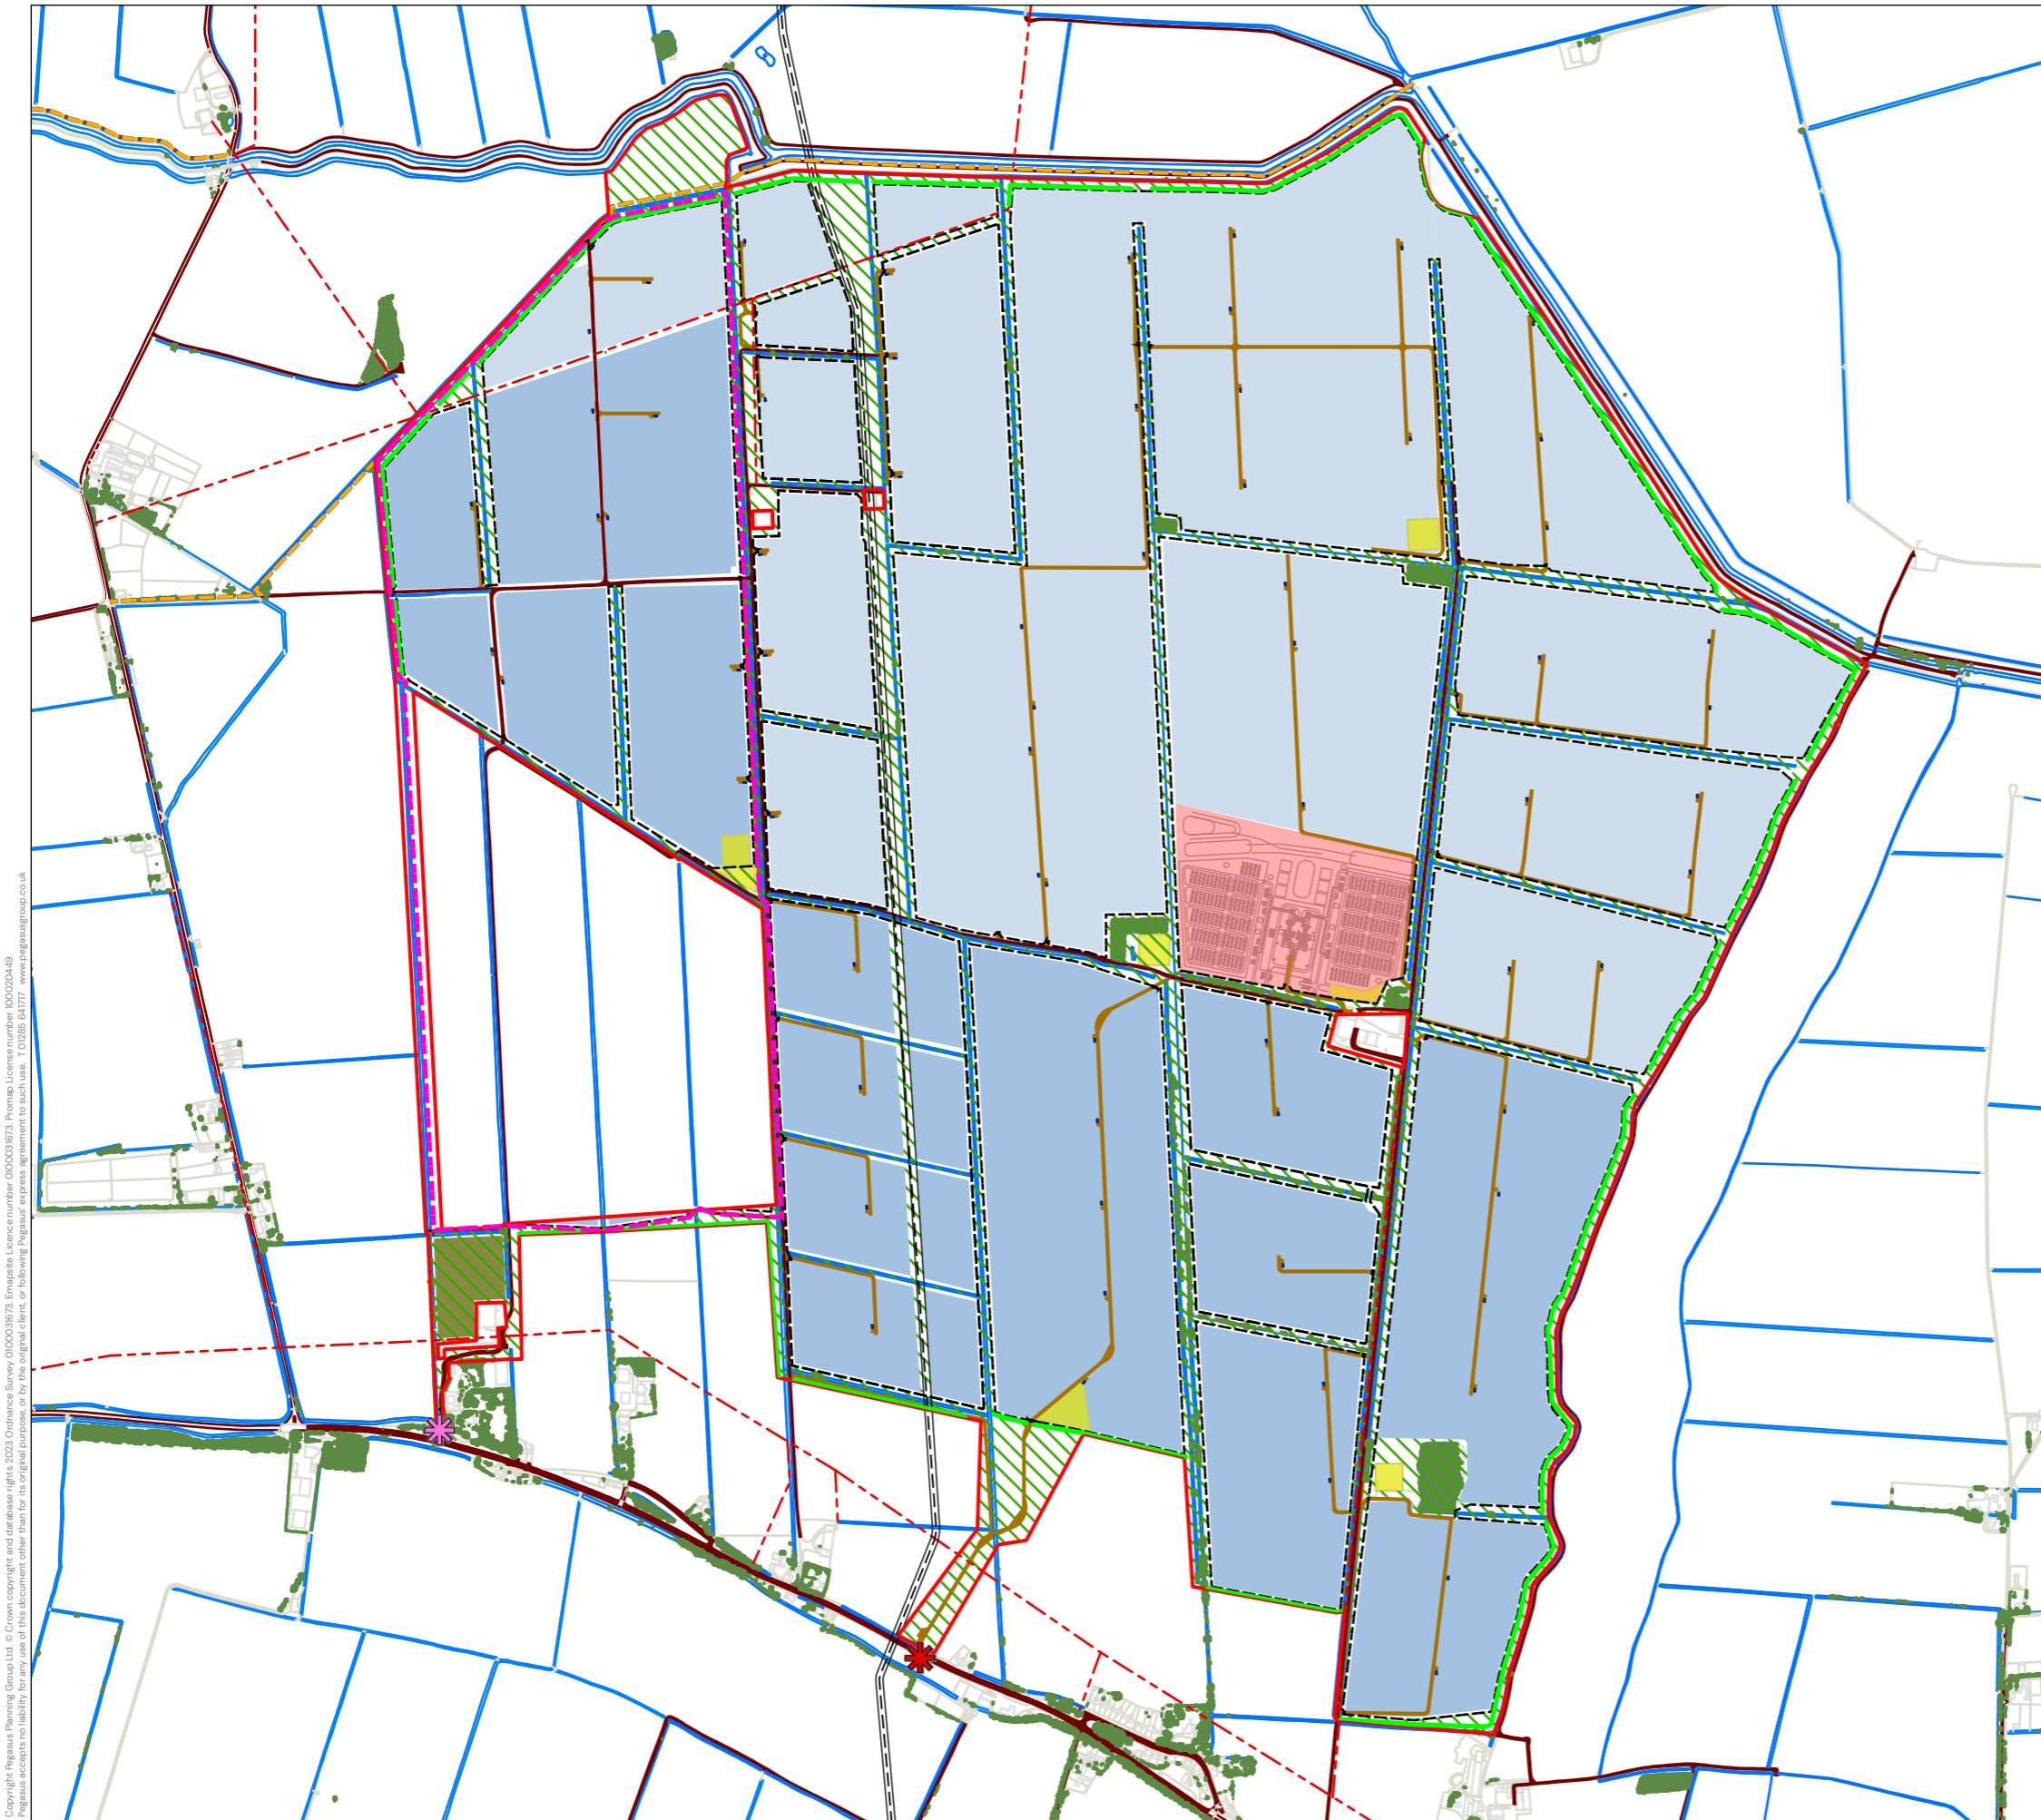 Copyright Pegasus Planning Group Ltd. © Crown copyright and database rights 2023 Ordnance Survey 0100031673. Emapsite Licence number 0100031673. Promap License number 100020449.
Pegasus accepts no liability for any use of this document other than for its original purpose, or by the original client, or following Pegasus' express agreement to such use. T 01285 641717 www.pegasusgroup.co.uk